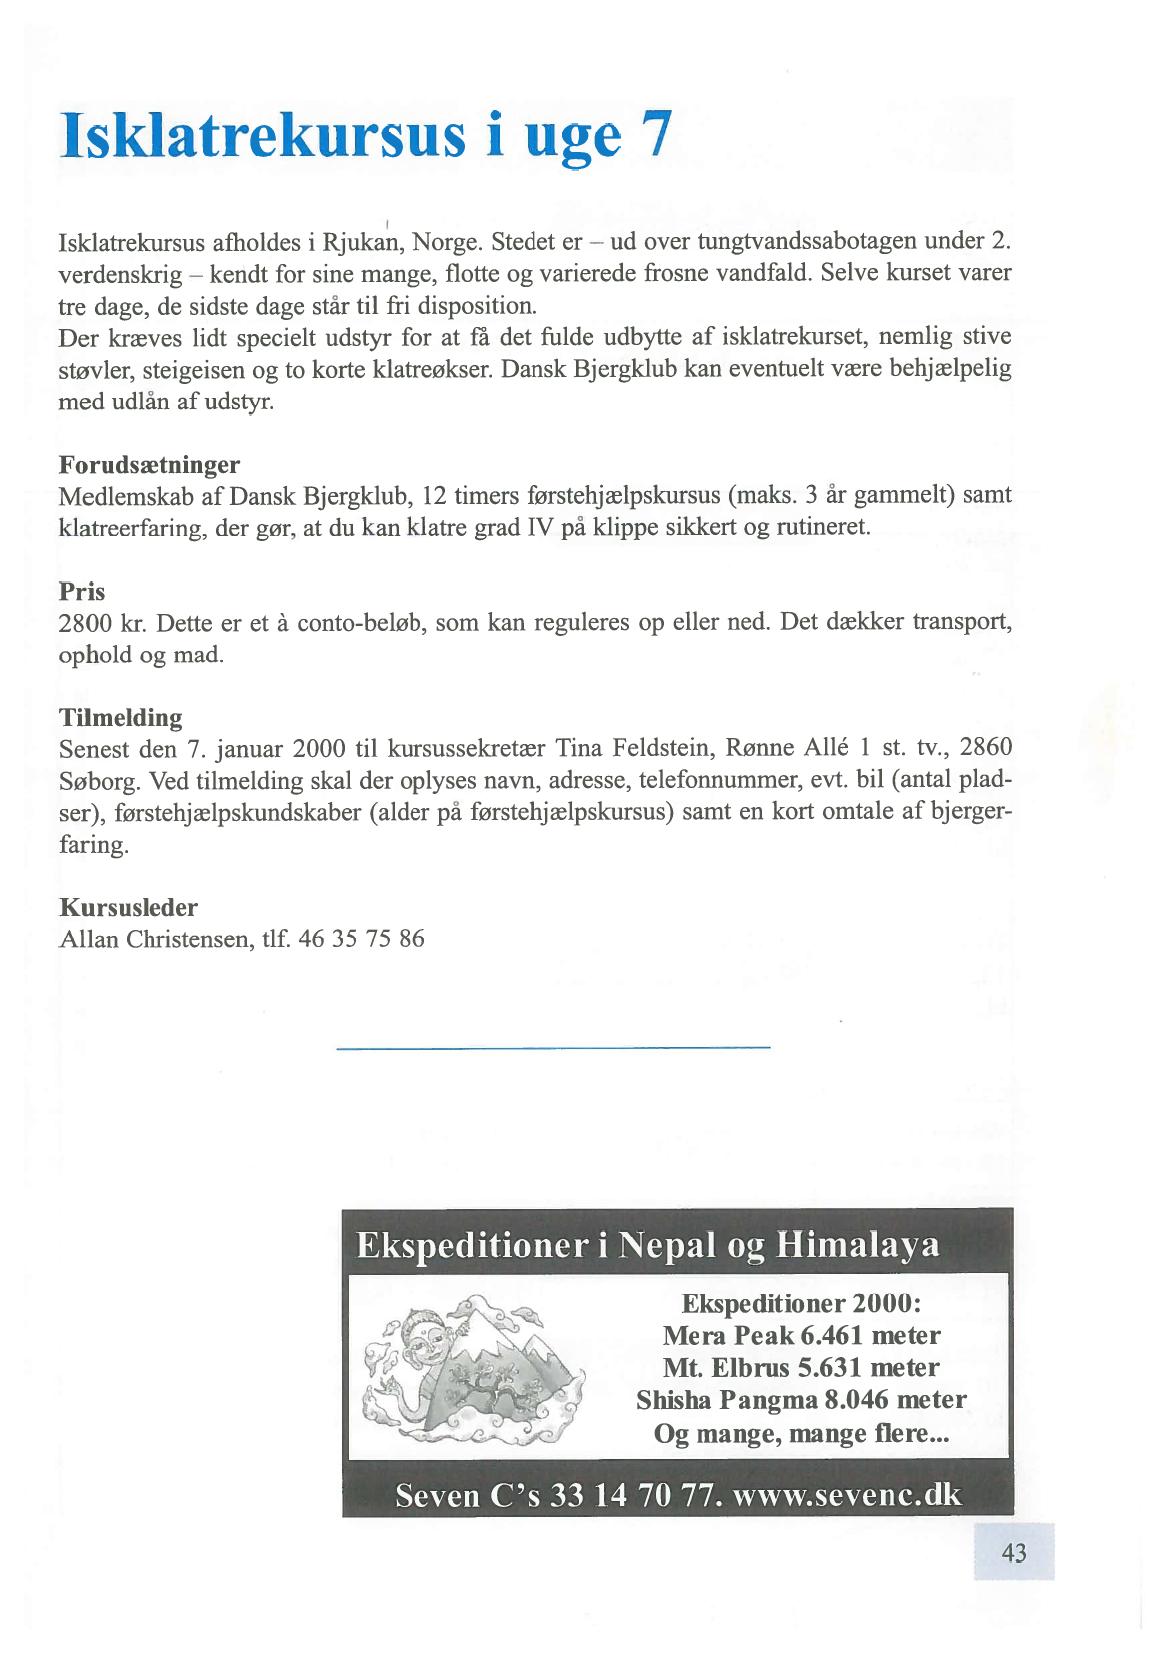 Isklatrekursus i uge 7
Isklatrekursus afholdes i Rjukan, Norge. Stedet er – ud over tungtvandssabotagen under 2.
verdenskrig – kendt for sine mange, flotte og varierede frosne vandfald. Selve kurset varer
tre dage, de sidste dage står til fri disposition.
Der kræves lidt specielt udstyr for at få det fulde udbytte af isklatrekurset, nemlig stive
støvler, steigeisen og to korte klatreøkser. Dansk Bjergklub kan eventuelt være behjælpelig
med udlån af udstyr.
Forudsætninger
Medlemskab af Dansk Bjergklub, 12 timers førstehjælpskursus (maks. 3 år gammelt) samt
klatreerfaring, der gør, at du kan klatre grad IV på klippe sikkert og rutineret.
Pris
2800 kr. Dette er et à conto-beløb, som kan reguleres op eller ned. Det dækker transport,
ophold og mad.
Tilmelding
Senest den 7. januar 2000 til kursussekretær Tina Feldstein, Rønne Allé 1 st. tv., 2860
Søborg. Ved tilmelding skal der oplyses navn, adresse, telefonnummer, evt. bil (antal plad-
ser), førstehjælpskundskaber (alder på førstehjælpskursus) samt en kort omtale af bjerger-
faring.
Kursusleder
Allan Christensen, tlf. 46 35 75 86
Ekspeditioner i Nepal og Himalaya
Ekspeditioner 2000:
Mera Peak 6.461 meter
Mt. Elbrus 5.631 meter
Shisha Pangma 8.046 meter
Og mange, mange flere...
Seven C's 33 14 70 77. www.sevenc.dk
43